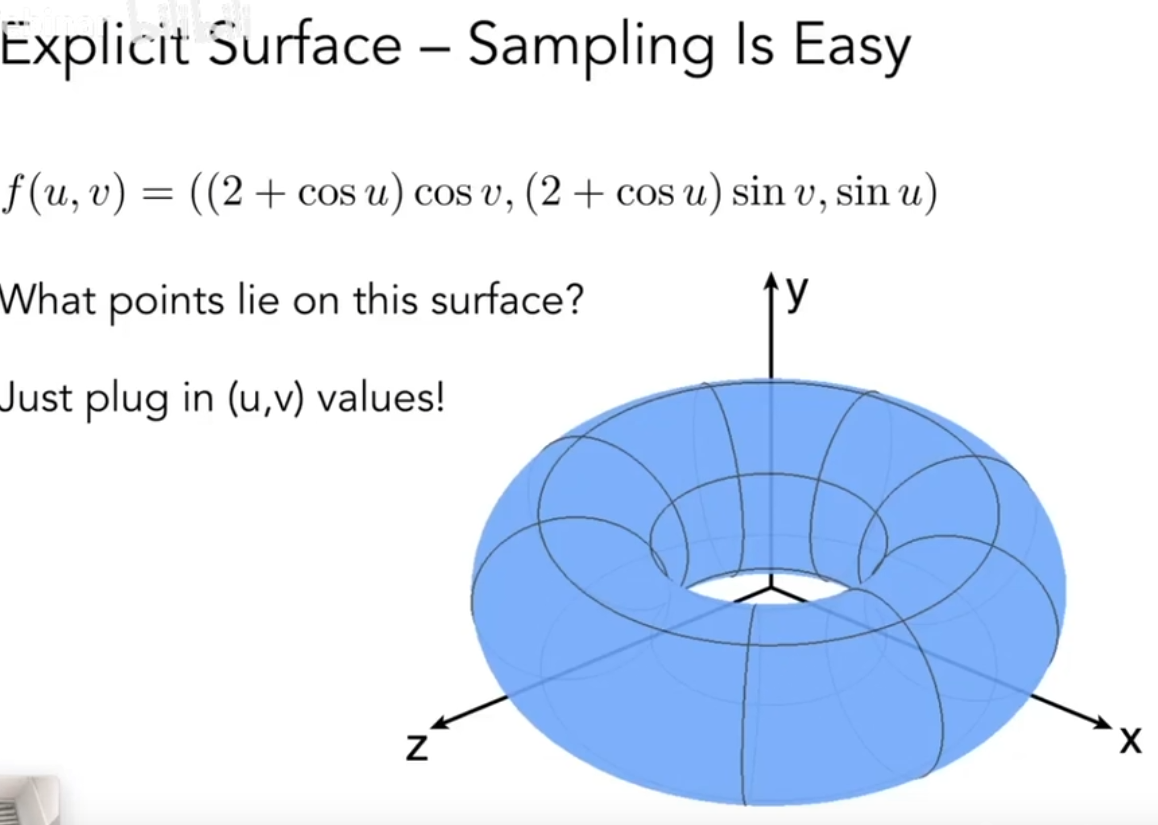 Explicit Surface – Sampling Is Easy
f(u, v) = ((2 + cos u) cos v, (2 + cos u) sin v, sin u)
What points lie on this surface?
Just plug in (u,v) values!
y
z
x